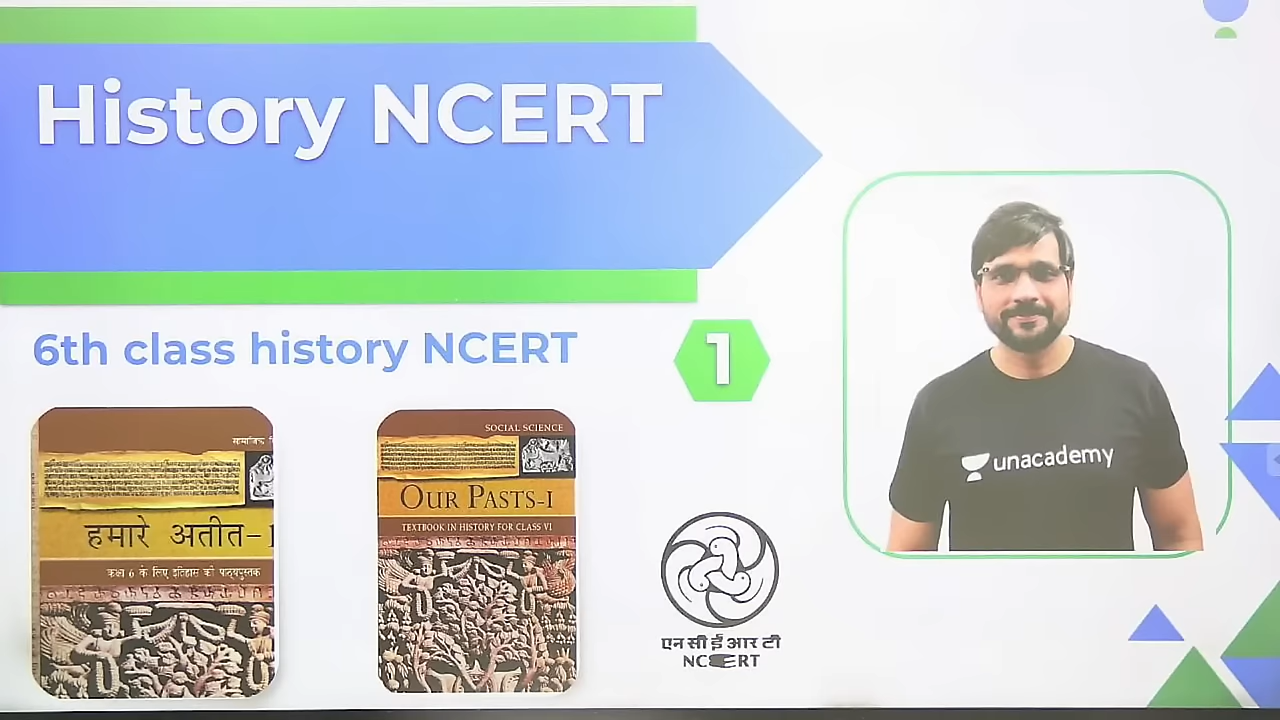 History NCERT
6th class history NCERT
1
हमारे अतीत-1
कक्षा 6 के लिए इतिहास की पाठ्यपुस्तक
SOCIAL SCIENCE
OUR PASTS-I
TEXTBOOK IN HISTORY FOR CLASS VI
एन सी ई आर टी
NCERT
unacademy